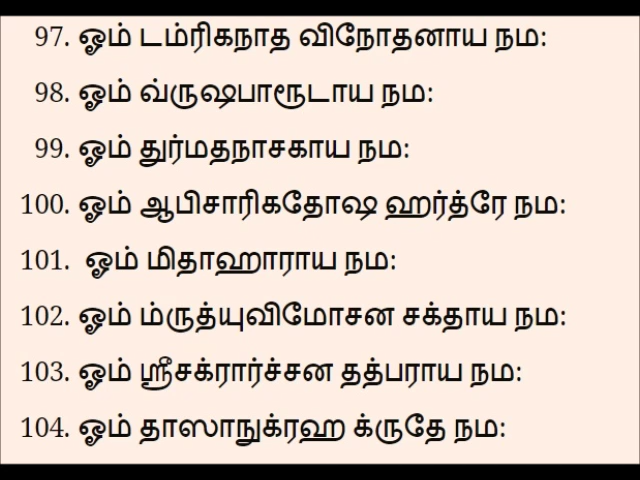 97. ஓம் டம்ரிகநாத விநோதனாய நம:
98. ஓம் வ்ருஷபாரூடாய நம:
99. ஓம் துர்மதநாசகாய நம:
100. ஓம் ஆபிசாரிகதோஷ ஹர்த்ரே நம:
101. ஓம் மிதாஹாராய நம:
102. ஓம் ம்ருத்யுவிமோசன சக்தாய நம:
103. ஓம் ஸ்ரீசக்ரார்ச்சன தத்பராய நம:
104. ஓம் தாஸாநுக்ரஹ க்ருதே நம: